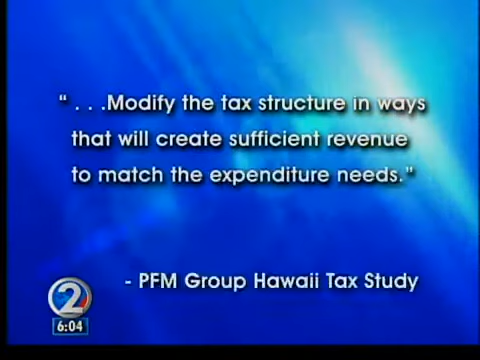 “ . . .Modify the tax structure in ways
that will create sufficient revenue
to match the expenditure needs.”
- PFM Group Hawaii Tax Study
2
6:04